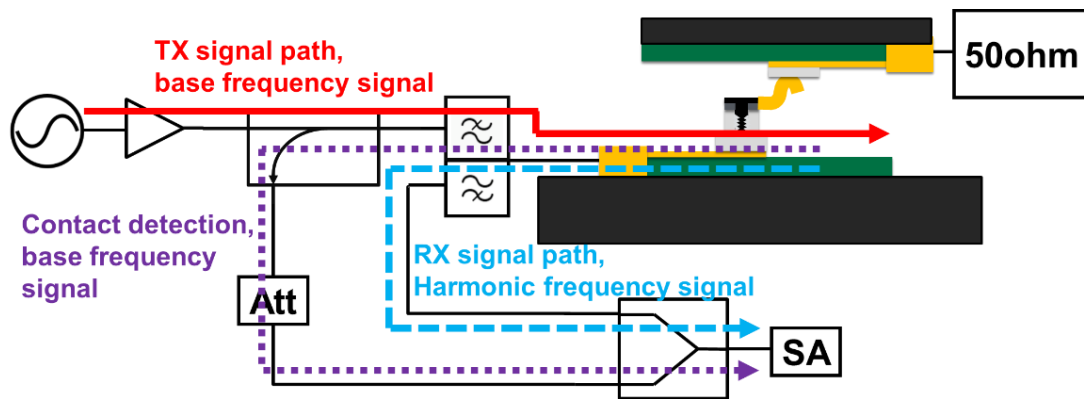 TX signal path,
base frequency signal
50ohm
Contact detection,
base frequency
signal
RX signal path,
Harmonic frequency signal
Att
SA